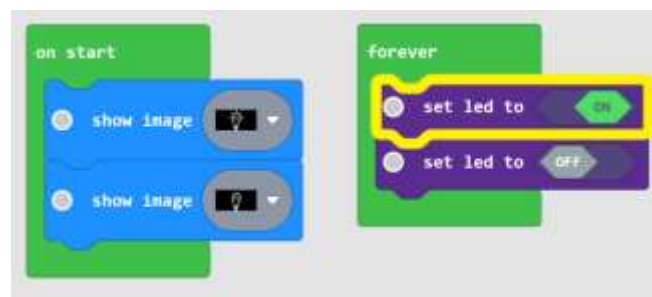 on start
show image
show image
forever
set led to ON
set led to OFF